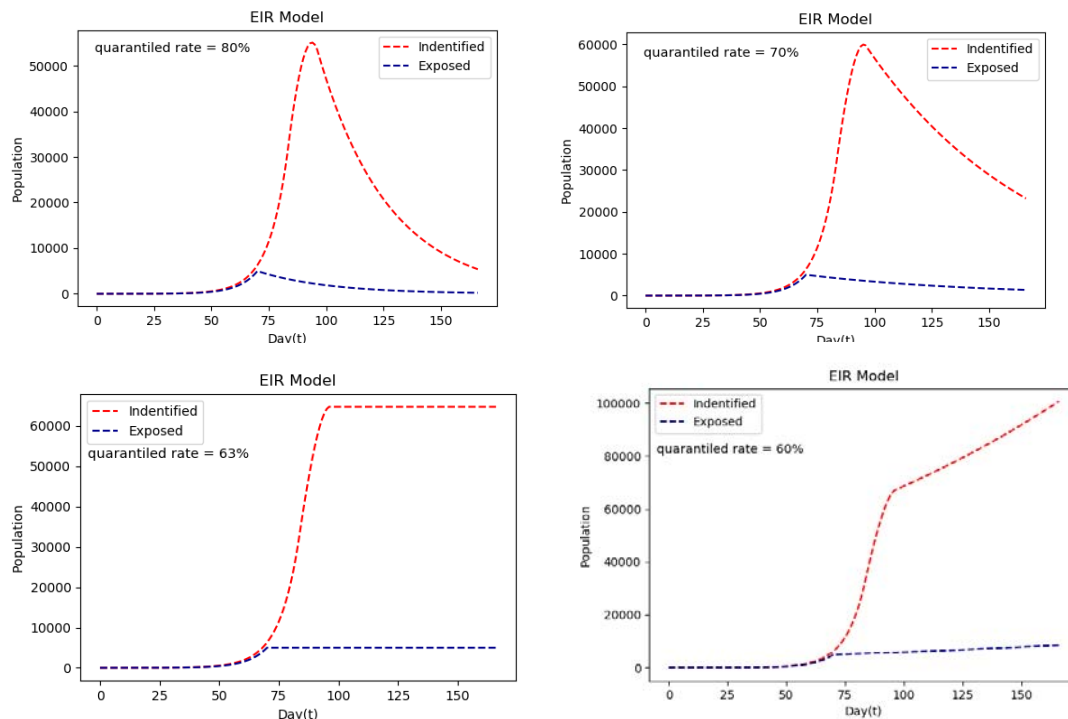 EIR Model
quarantiled rate = 80%
Indentified
Exposed
50000
40000
30000
20000
10000
0
Population
0 25 50 75 100 125 150
Day(t)
EIR Model
quarantiled rate = 70%
Indentified
Exposed
60000
50000
40000
30000
20000
10000
0
Population
0 25 50 75 100 125 150
Day(t)
EIR Model
Indentified
Exposed
quarantiled rate = 63%
60000
50000
40000
30000
20000
10000
0
Population
0 25 50 75 100 125 150
Day(t)
EIR Model
Indentified
Exposed
quarantiled rate = 60%
100000
80000
60000
40000
20000
0
Population
0 25 50 75 100 125 150
Day(t)